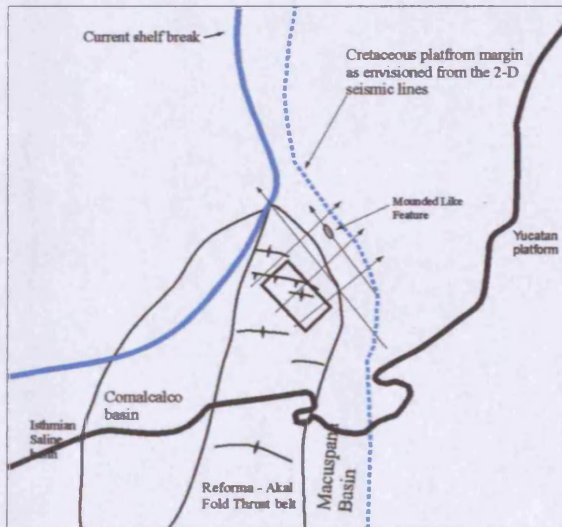 Current shelf break
Cretaceous platfrom margin
as envisioned from the 2-D
seismic lines
Mounded Like
Feature
Yucatan
platform
Comalcalco
basin
Isthmian
Saline
Reforma - Akal
Fold Thrust belt
Macuspana
Basin